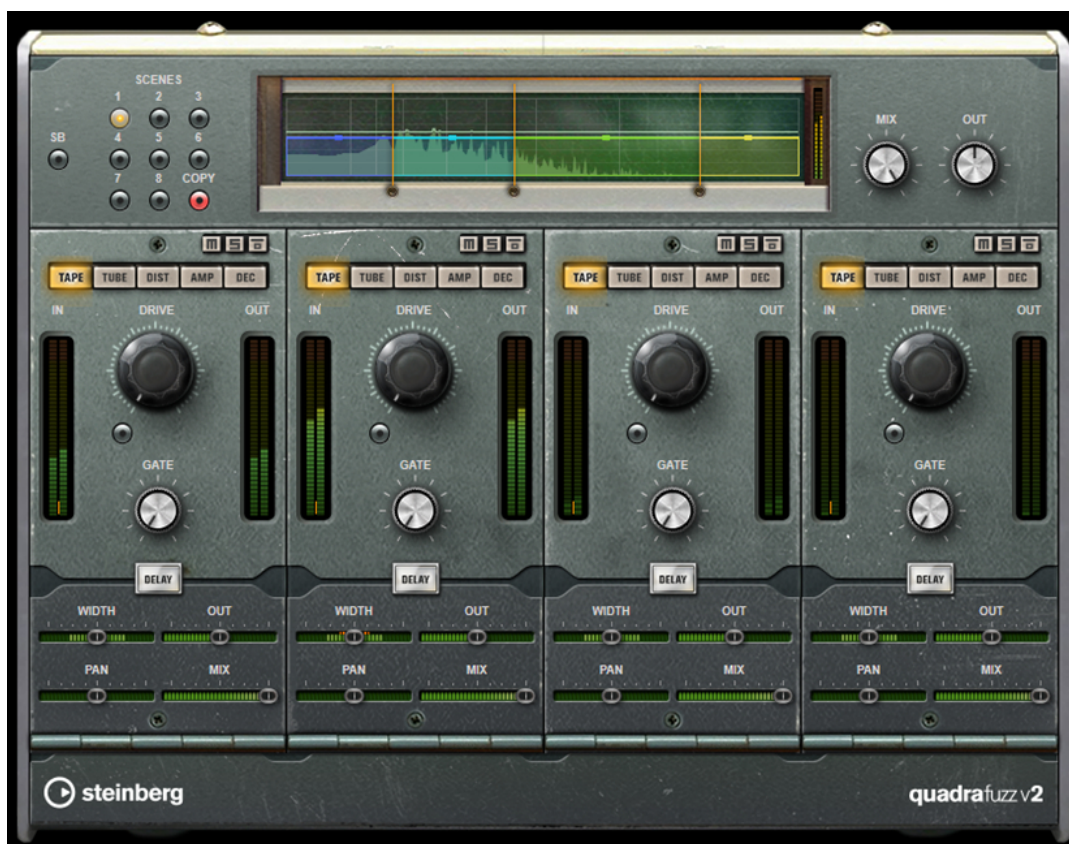 SCENES
1 2 3
SB 4 5 6
7 8 COPY
MIX OUT
M S
M S
M S
M S
TAPE TUBE DIST AMP DEC
TAPE TUBE DIST AMP DEC
TAPE TUBE DIST AMP DEC
TAPE TUBE DIST AMP DEC
IN DRIVE OUT
IN DRIVE OUT
IN DRIVE OUT
IN DRIVE OUT
GATE
GATE
GATE
GATE
DELAY
DELAY
DELAY
DELAY
WIDTH OUT
WIDTH OUT
WIDTH OUT
WIDTH OUT
PAN MIX
PAN MIX
PAN MIX
PAN MIX
steinberg
quadrafuzz v2